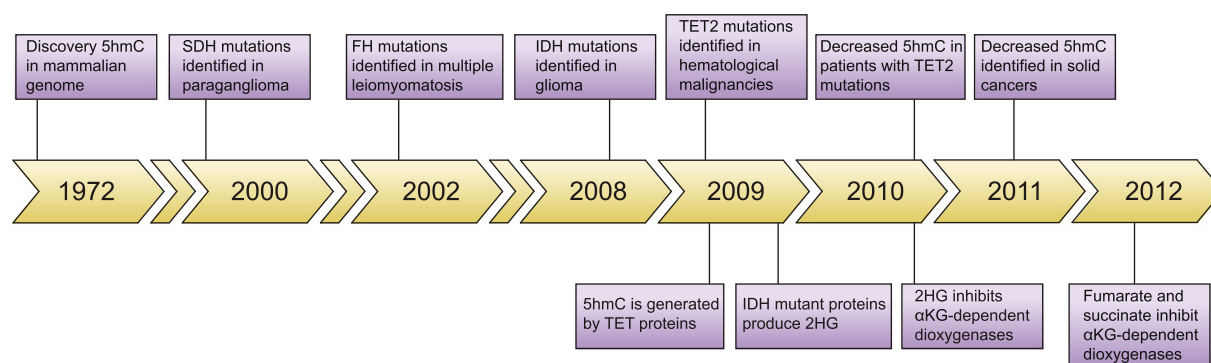 Discovery 5hmC
in mammalian
genome
SDH mutations
identified in
paraganglioma
FH mutations
identified in multiple
leiomyomatosis
IDH mutations
identified in
glioma
TET2 mutations
identified in
hematological
malignancies
Decreased 5hmC in
patients with TET2
mutations
Decreased 5hmC
identified in solid
cancers
1972
2000
2002
2008
2009
2010
2011
2012
5hmC is generated
by TET proteins
IDH mutant proteins
produce 2HG
2HG inhibits
αKG-dependent
dioxygenases
Fumarate and
succinate inhibit
αKG-dependent
dioxygenases